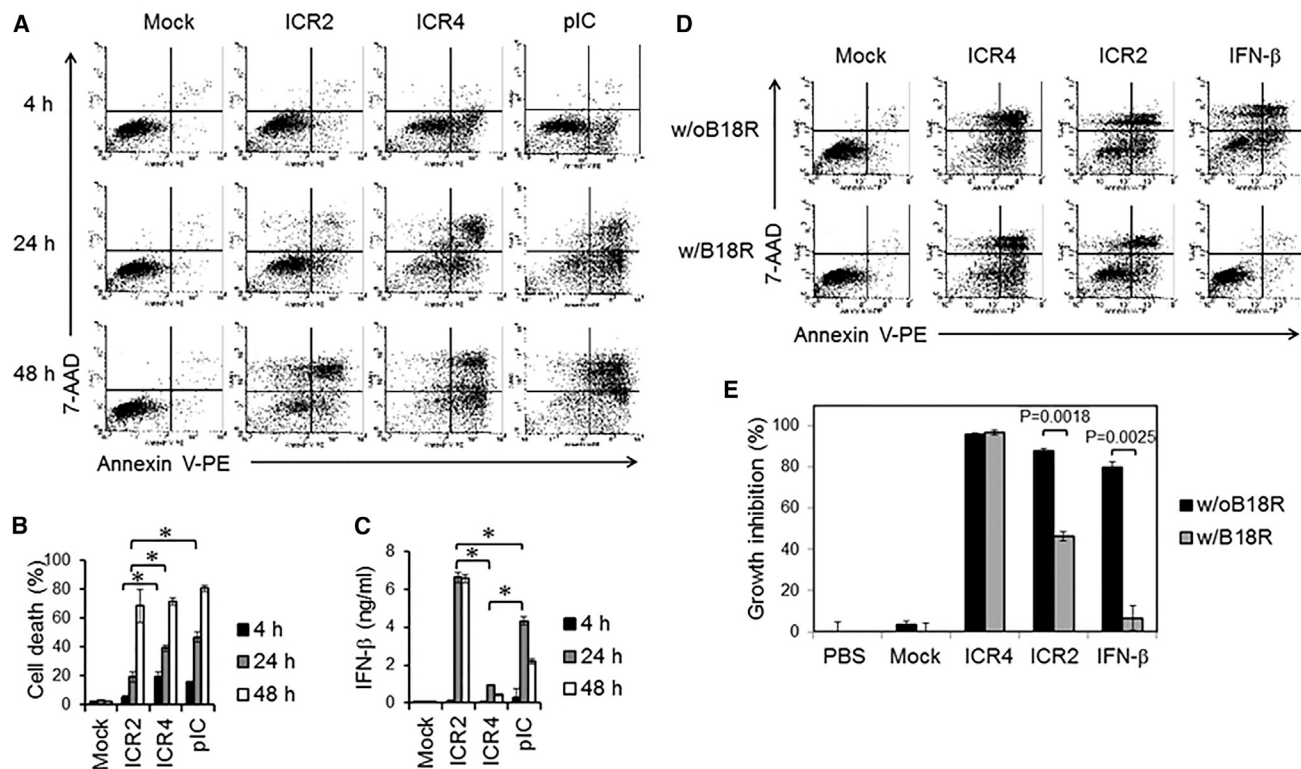 A
Mock ICR2 ICR4 pIC
4 h
24 h
48 h
7-AAD
Annexin V-PE
B
Cell death (%)
100
80
60
40
20
0
Mock
ICR2
ICR4
pIC
* * *
4 h
24 h
48 h
C
IFN-β (ng/ml)
8
6
4
2
0
Mock
ICR2
ICR4
pIC
* * *
4 h
24 h
48 h
D
Mock ICR4 ICR2 IFN-β
w/oB18R
w/B18R
7-AAD
Annexin V-PE
E
Growth inhibition (%)
100
80
60
40
20
0
P=0.0018
P=0.0025
PBS Mock ICR4 ICR2 IFN-β
w/oB18R
w/B18R